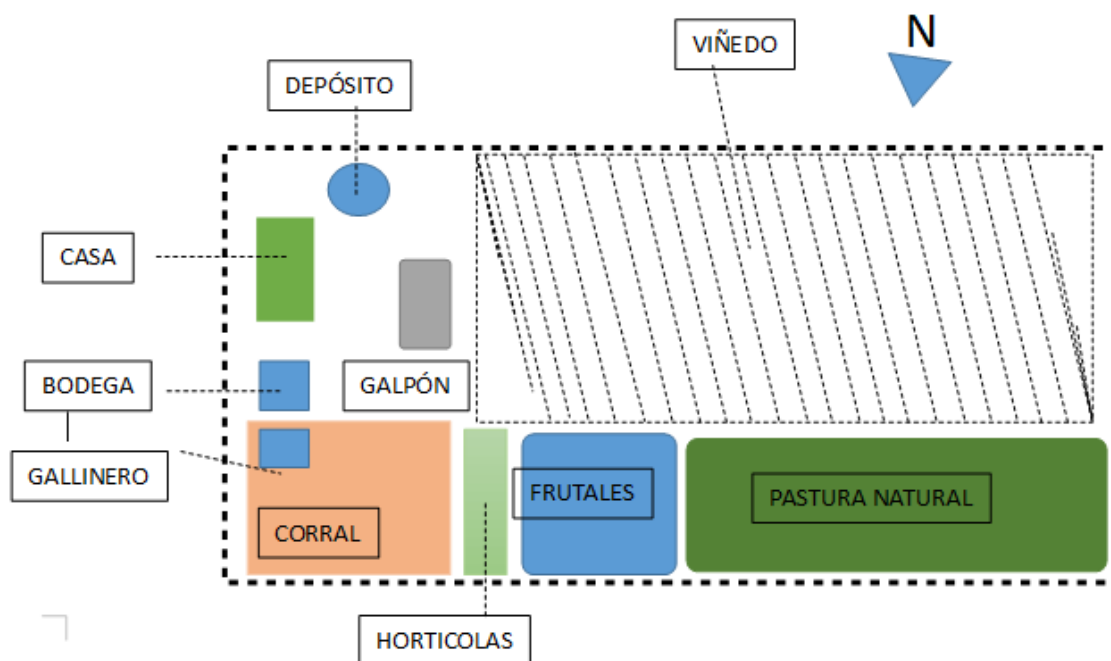 N
VIÑEDO
DEPÓSITO
CASA
BODEGA
GALPÓN
GALLINERO
FRUTALES
PASTURA NATURAL
CORRAL
HORTICOLAS